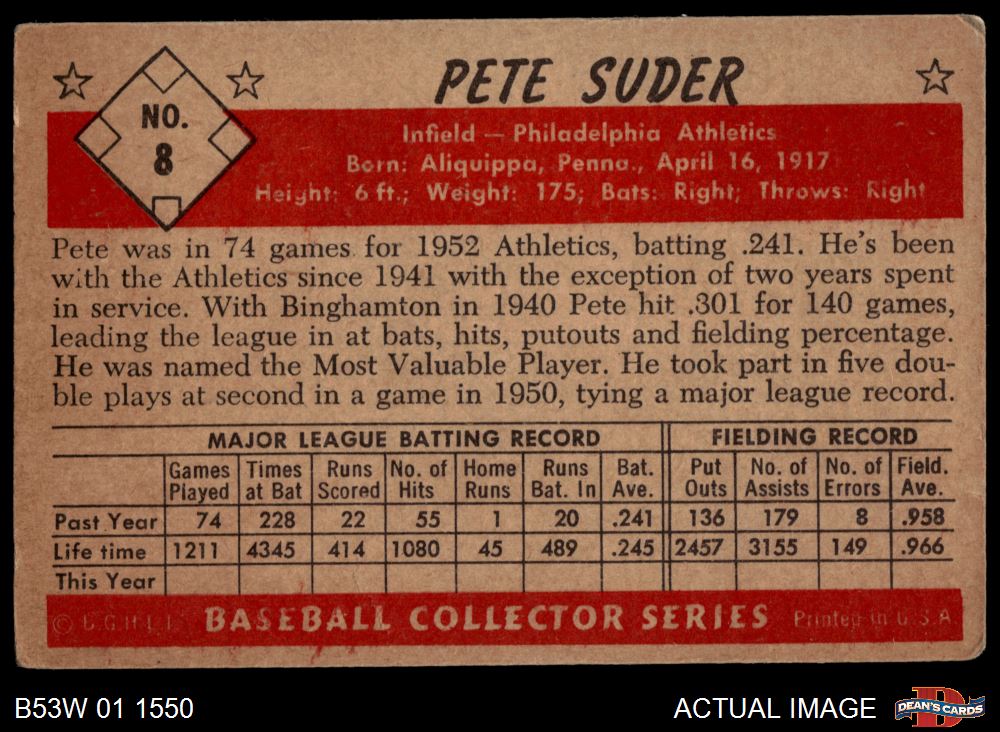 NO.
8
PETE SUDER
Infield — Philadelphia Athletics
Born: Aliquippa, Penna., April 16, 1917
Height: 6 ft.; Weight: 175; Bats: Right; Throws: Right
Pete was in 74 games for 1952 Athletics, batting .241. He's been
with the Athletics since 1941 with the exception of two years spent
in service. With Binghamton in 1940 Pete hit .301 for 140 games,
leading the league in at bats, hits, putouts and fielding percentage.
He was named the Most Valuable Player. He took part in five dou-
ble plays at second in a game in 1950, tying a major league record.
MAJOR LEAGUE BATTING RECORD FIELDING RECORD
Games Times Runs No. of Home Runs Bat. Put No. of No. of Field.
Played at Bat Scored Hits Runs Bat. In Ave. Outs Assists Errors Ave.
Past Year 74 228 22 55 1 20 .241 136 179 8 .958
Life time 1211 4345 414 1080 45 489 .245 2457 3155 149 .966
This Year
© BASEBALL COLLECTOR SERIES Printed in U.S.A
B53W 01 1550 ACTUAL IMAGE DEAN'S CARDS